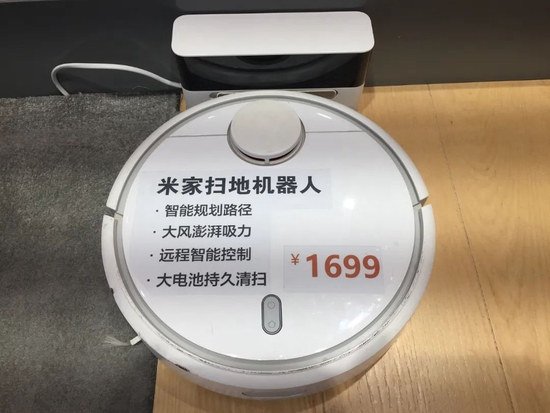 米家扫地机器人
·智能规划路径
·大风澎湃吸力
·远程智能控制
·大电池持久清扫
¥1699